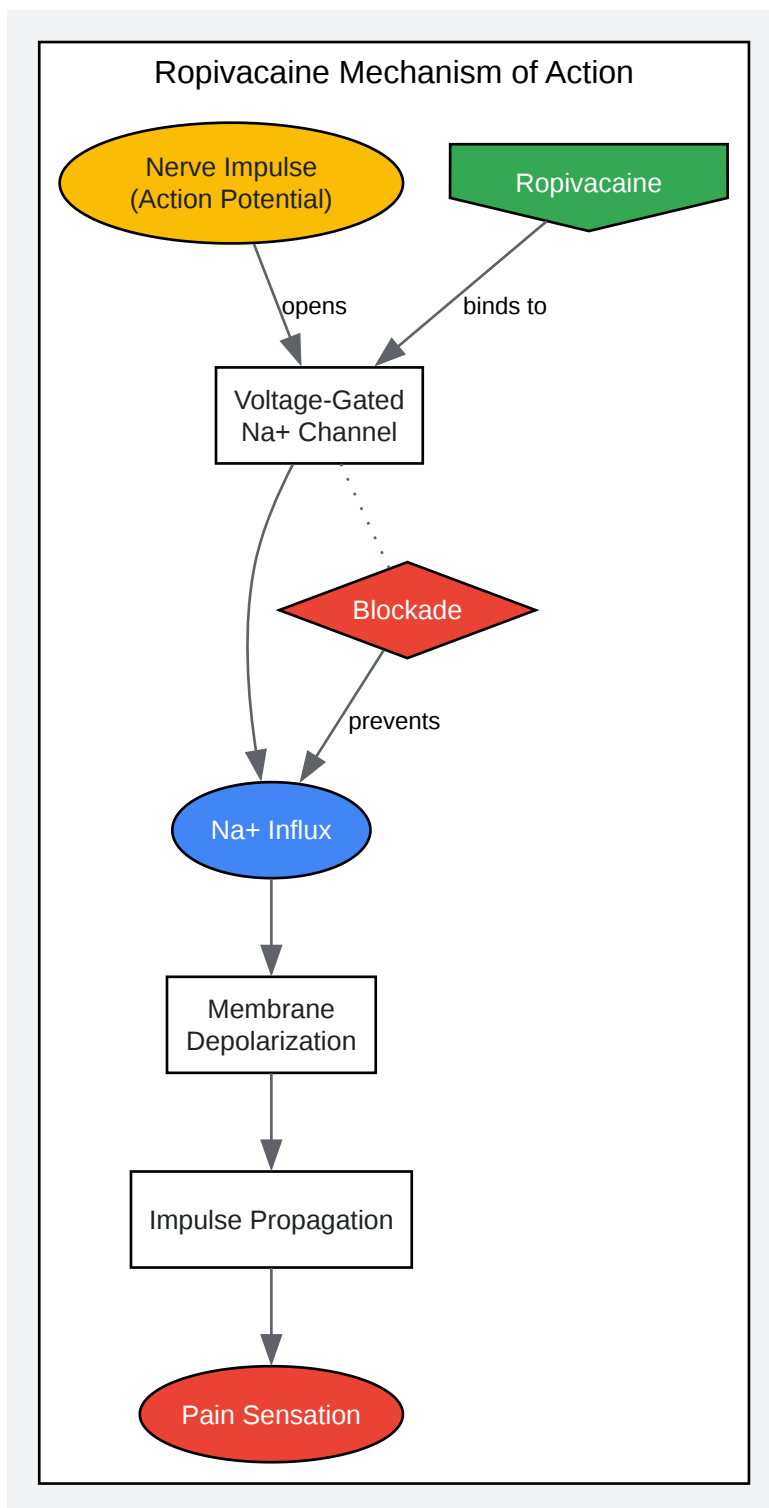 Ropivacaine Mechanism of Action
Nerve Impulse
(Action Potential)
Ropivacaine
opens
binds to
Voltage-Gated
Na+ Channel
Blockade
prevents
Na+ Influx
Membrane
Depolarization
Impulse Propagation
Pain Sensation